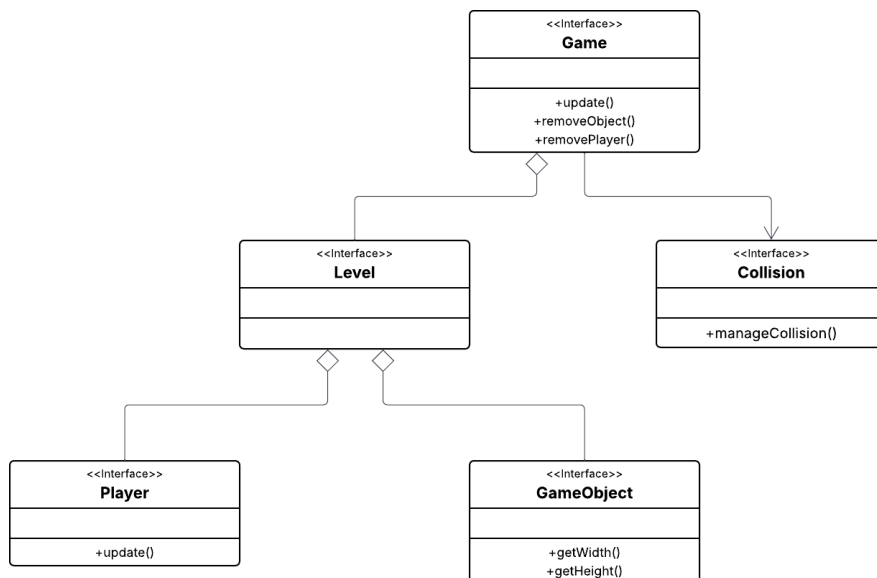 <<Interface>>
Game
+update()
+removeObject()
+removePlayer()
<<Interface>>
Level
<<Interface>>
Collision
+manageCollision()
<<Interface>>
Player
+update()
<<Interface>>
GameObject
+getWidth()
+getHeight()